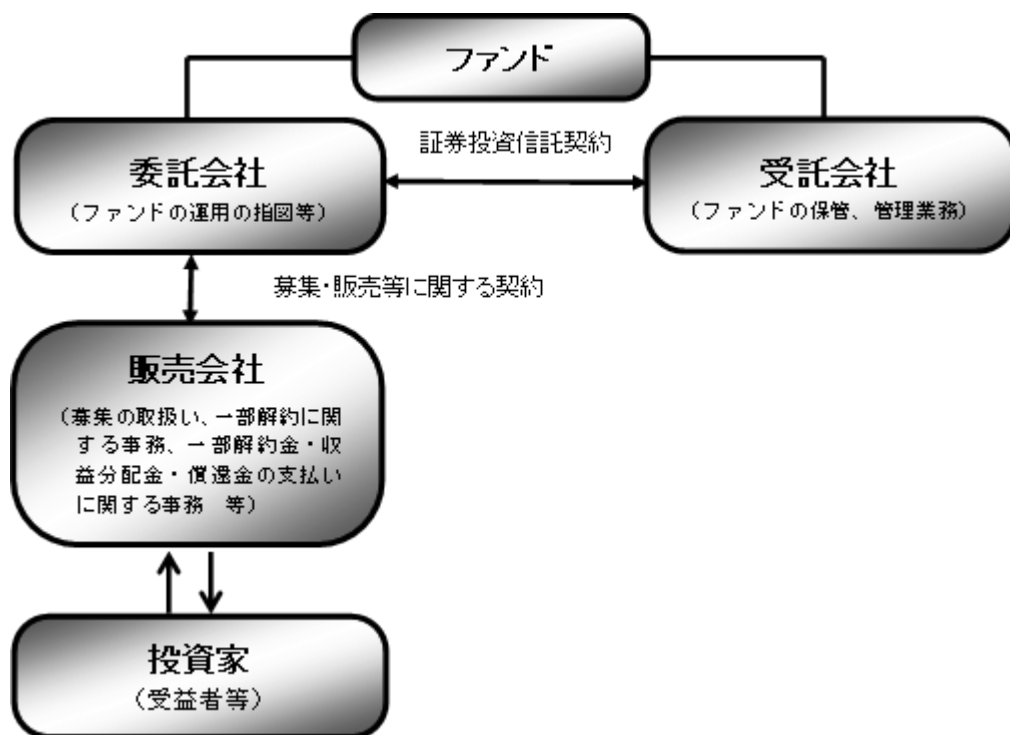 ファンド
証券投資信託契約
委託会社
(ファンドの運用の指図等)
受託会社
(ファンドの保管、管理業務)
募集・販売等に関する契約
販売会社
(募集の取扱い、一部解約に関
する事務、一部解約金・収
益分配金・償還金の支払い
に関する事務　等)
投資家
(受益者等)